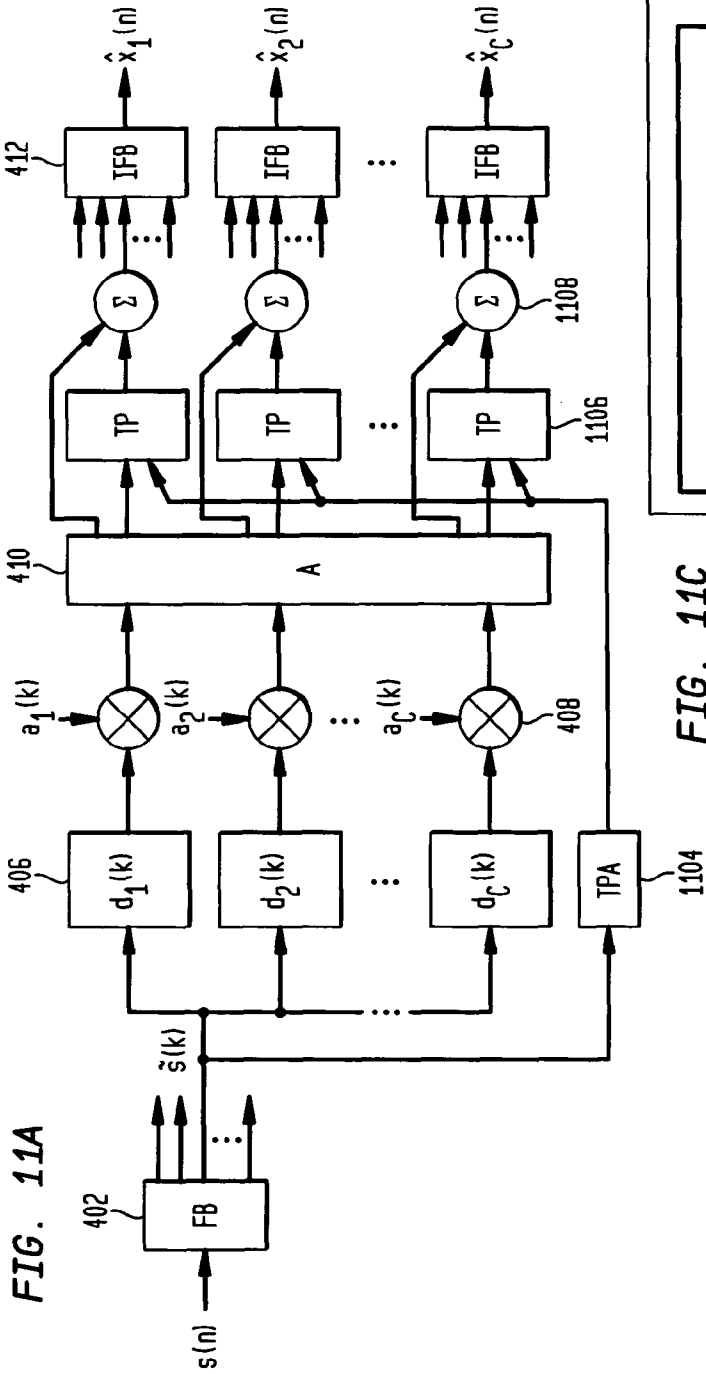 FIG. 11A
s(n)
402
FB
...
s̃(k)
406
d1(k)
d2(k)
...
dC(k)
...
TPA
1104
a1(k)
a2(k)
...
aC(k)
408
410
A
TP
TP
...
TP
1106
Σ
Σ
Σ
1108
412
IFB
...
IFB
...
...
IFB
...
x̂1(n)
x̂2(n)
x̂C(n)
FIG. 11C